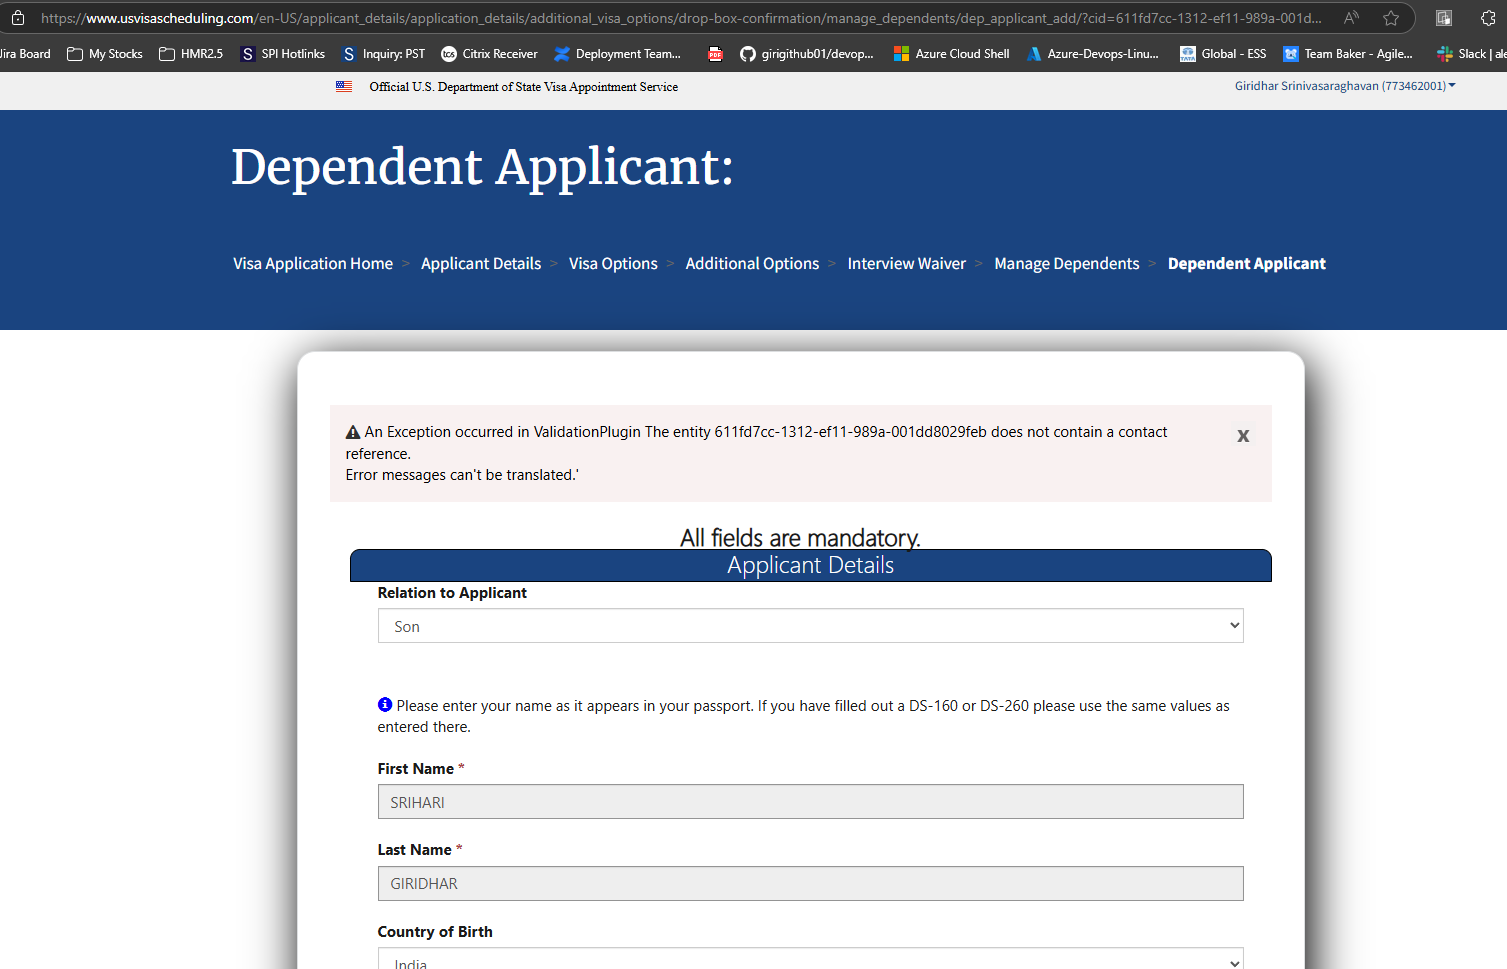 https://www.usvisascheduling.com/en-US/applicant_details/application_details/additional_visa_options/drop-box-confirmation/manage_dependents/dep_applicant_add/?cid=611fd7cc-1312-ef11-989a-001d...
Jira Board My Stocks HMR2.5 S SPI Hotlinks S Inquiry: PST tcs Citrix Receiver Deployment Team... PDF girigithub01/devop... Azure Cloud Shell Azure-Devops-Linu... Global - ESS Team Baker - Agile... Slack | ale
Official U.S. Department of State Visa Appointment Service Giridhar Srinivasaraghavan (773462001)
Dependent Applicant:
Visa Application Home > Applicant Details > Visa Options > Additional Options > Interview Waiver > Manage Dependents > Dependent Applicant
An Exception occurred in ValidationPlugin The entity 611fd7cc-1312-ef11-989a-001dd8029feb does not contain a contact
reference.
Error messages can't be translated.'
x
All fields are mandatory.
Applicant Details
Relation to Applicant
Son
Please enter your name as it appears in your passport. If you have filled out a DS-160 or DS-260 please use the same values as
entered there.
First Name *
SRIHARI
Last Name *
GIRIDHAR
Country of Birth
India